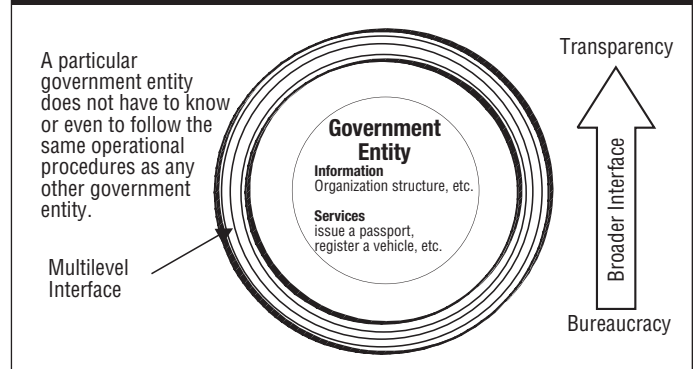 A particular
government entity
does not have to know
or even to follow the
same operational
procedures as any
other government
entity.
Multilevel
Interface
Government
Entity
Information
Organization structure, etc.
Services
issue a passport,
register a vehicle, etc.
Transparency
Broader Interface
Bureaucracy